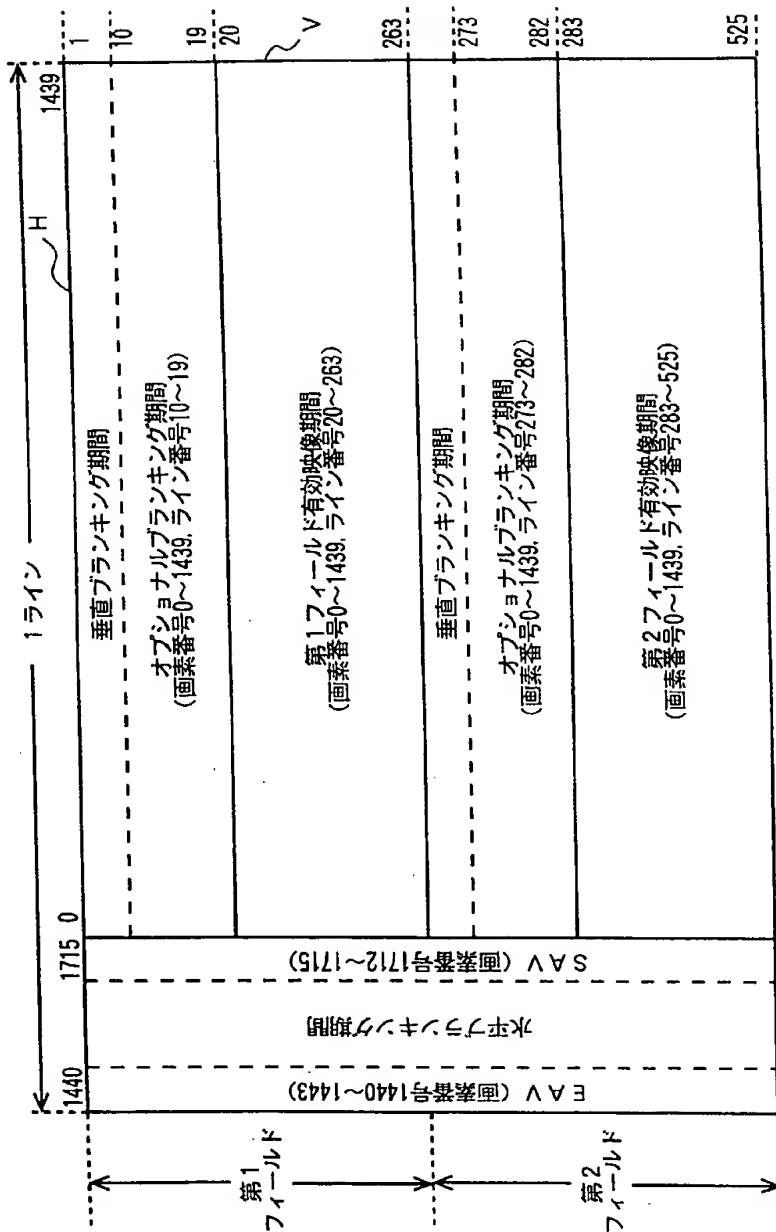 1ライン
H
1440
1715
0
1439
1
10
19
20
V
263
273
282
283
525
EAV (画素番号1440～1443)
水平ブランキング期間
SAV (画素番号1712～1715)
垂直ブランキング期間
オプショナルブランキング期間
(画素番号0～1439, ライン番号10～19)
第1フィールド有効映像期間
(画素番号0～1439, ライン番号20～263)
垂直ブランキング期間
オプショナルブランキング期間
(画素番号0～1439, ライン番号273～282)
第2フィールド有効映像期間
(画素番号0～1439, ライン番号283～525)
第1
フィールド
第2
フィールド